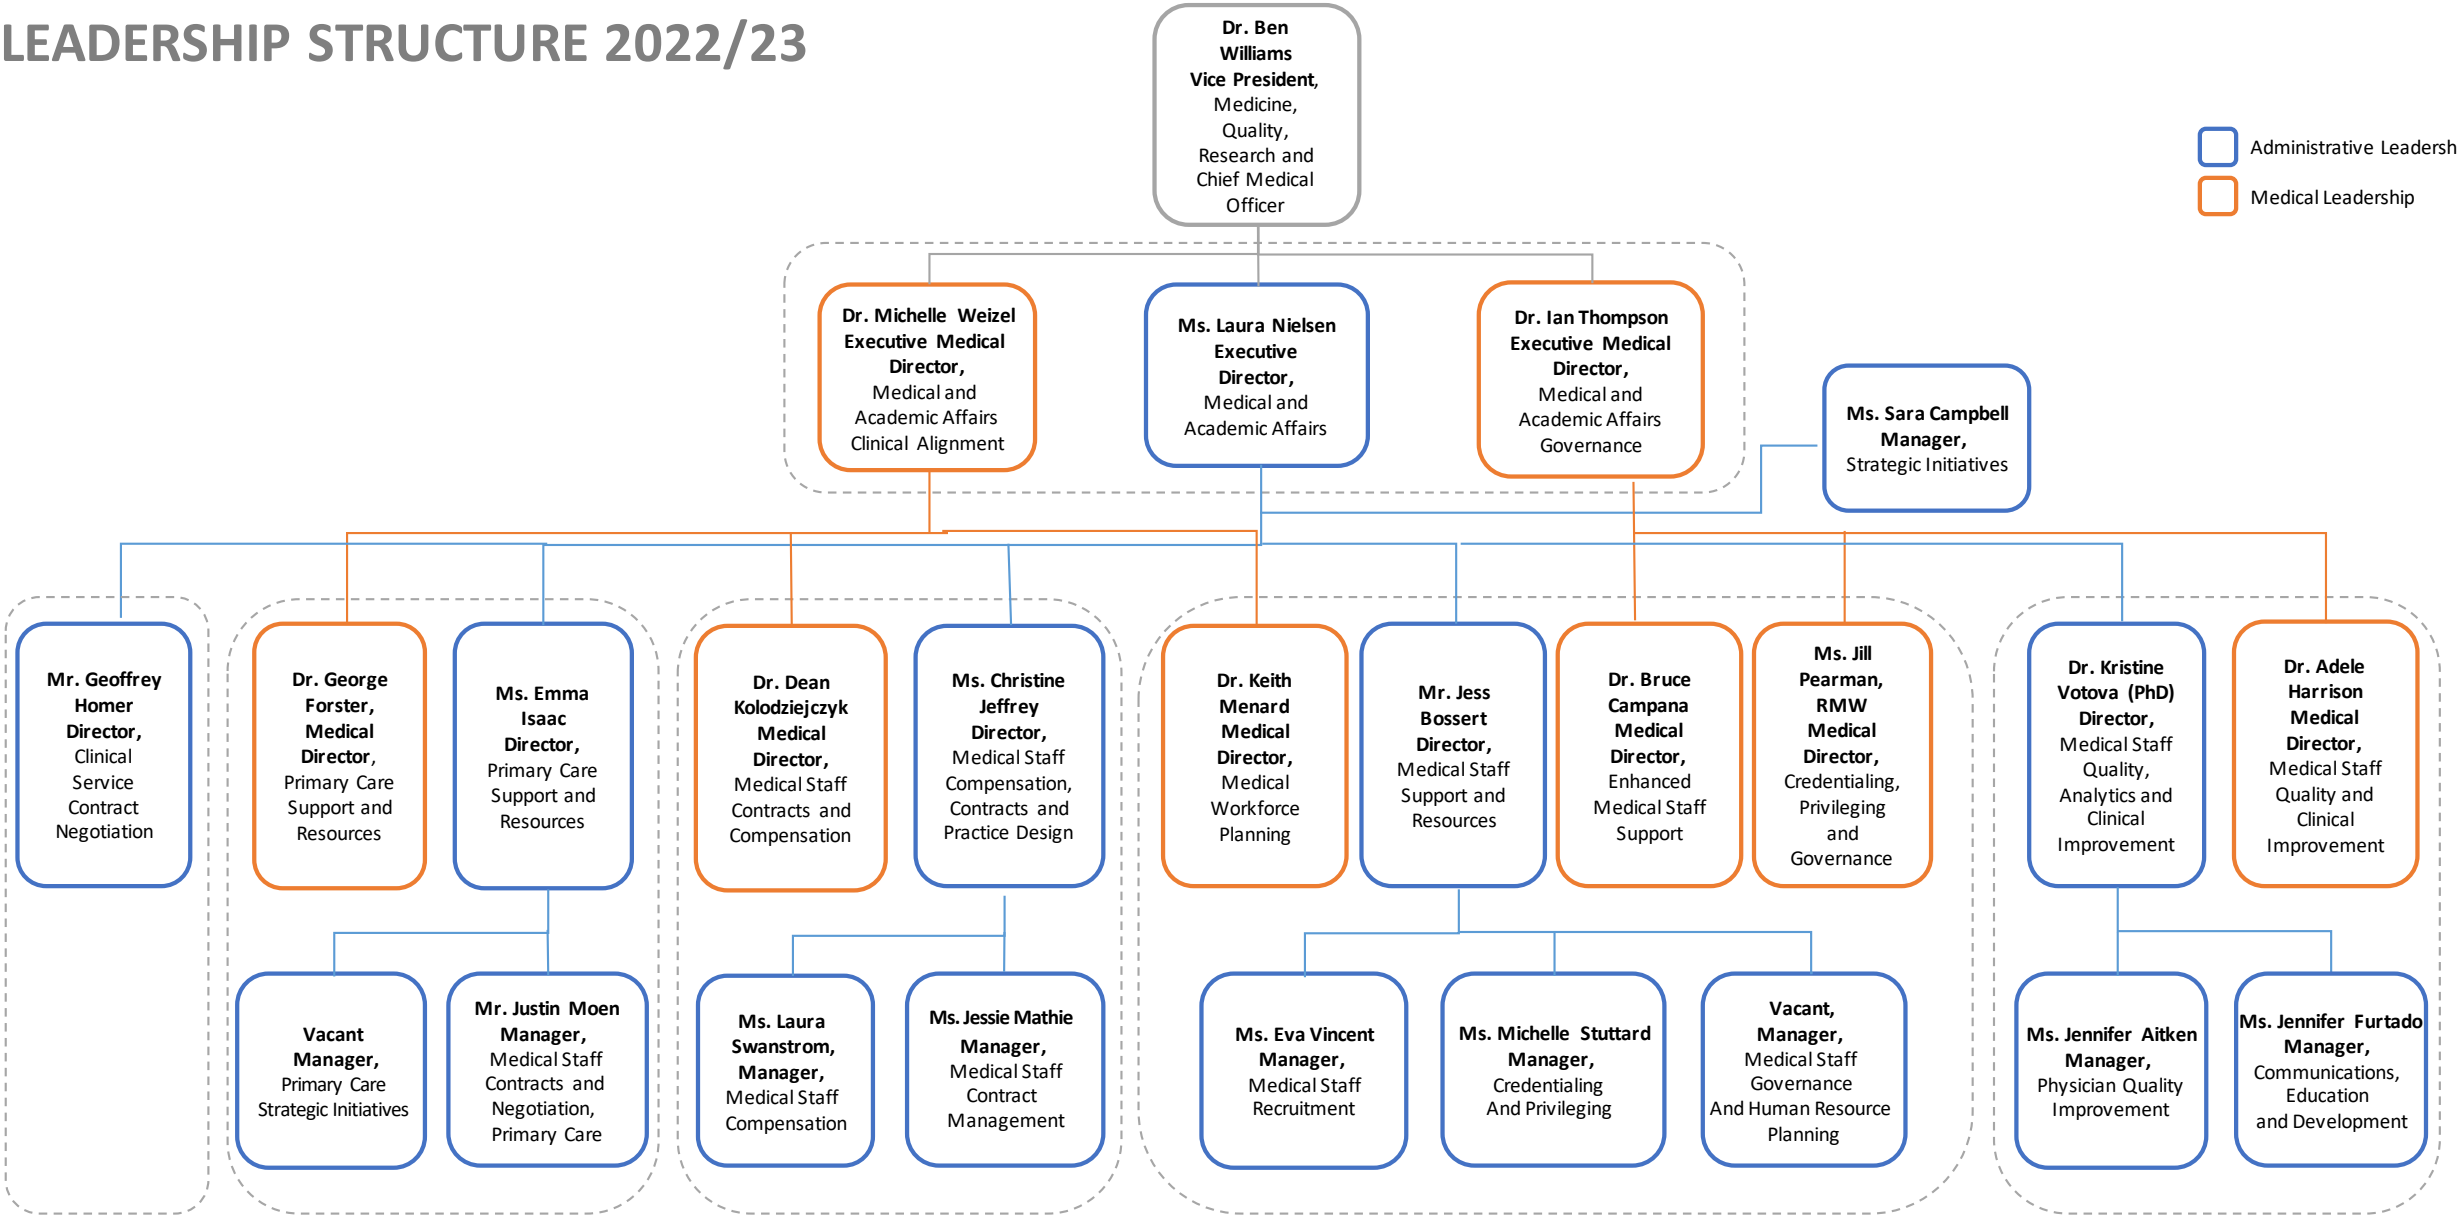 LEADERSHIP STRUCTURE 2022/23
Dr. Ben
Williams
Vice President,
Medicine,
Quality,
Research and
Chief Medical
Officer
Administrative Leadersh
Medical Leadership
Dr. Michelle Weizel
Executive Medical
Director,
Medical and
Academic Affairs
Clinical Alignment
Ms. Laura Nielsen
Executive
Director,
Medical and
Academic Affairs
Dr. Ian Thompson
Executive Medical
Director,
Medical and
Academic Affairs
Governance
Ms. Sara Campbell
Manager,
Strategic Initiatives
Mr. Geoffrey
Homer
Director,
Clinical
Service
Contract
Negotiation
Dr. George
Forster,
Medical
Director,
Primary Care
Support and
Resources
Ms. Emma
Isaac
Director,
Primary Care
Support and
Resources
Dr. Dean
Kolodziejczyk
Medical
Director,
Medical Staff
Contracts and
Compensation
Ms. Christine
Jeffrey
Director,
Medical Staff
Compensation,
Contracts and
Practice Design
Dr. Keith
Menard
Medical
Director,
Medical
Workforce
Planning
Mr. Jess
Bossert
Director,
Medical Staff
Support and
Resources
Dr. Bruce
Campana
Medical
Director,
Enhanced
Medical Staff
Support
Ms. Jill
Pearman,
RMW
Medical
Director,
Credentialing,
Privileging
and
Governance
Dr. Kristine
Votova (PhD)
Director,
Medical Staff
Quality,
Analytics and
Clinical
Improvement
Dr. Adele
Harrison
Medical
Director,
Medical Staff
Quality and
Clinical
Improvement
Vacant
Manager,
Primary Care
Strategic Initiatives
Mr. Justin Moen
Manager,
Medical Staff
Contracts and
Negotiation,
Primary Care
Ms. Laura
Swanstrom,
Manager,
Medical Staff
Compensation
Ms. Jessie Mathie
Manager,
Medical Staff
Contract
Management
Ms. Eva Vincent
Manager,
Medical Staff
Recruitment
Ms. Michelle Stuttard
Manager,
Credentialing
And Privileging
Vacant,
Manager,
Medical Staff
Governance
And Human Resource
Planning
Ms. Jennifer Aitken
Manager,
Physician Quality
Improvement
Ms. Jennifer Furtado
Manager,
Communications,
Education
and Development